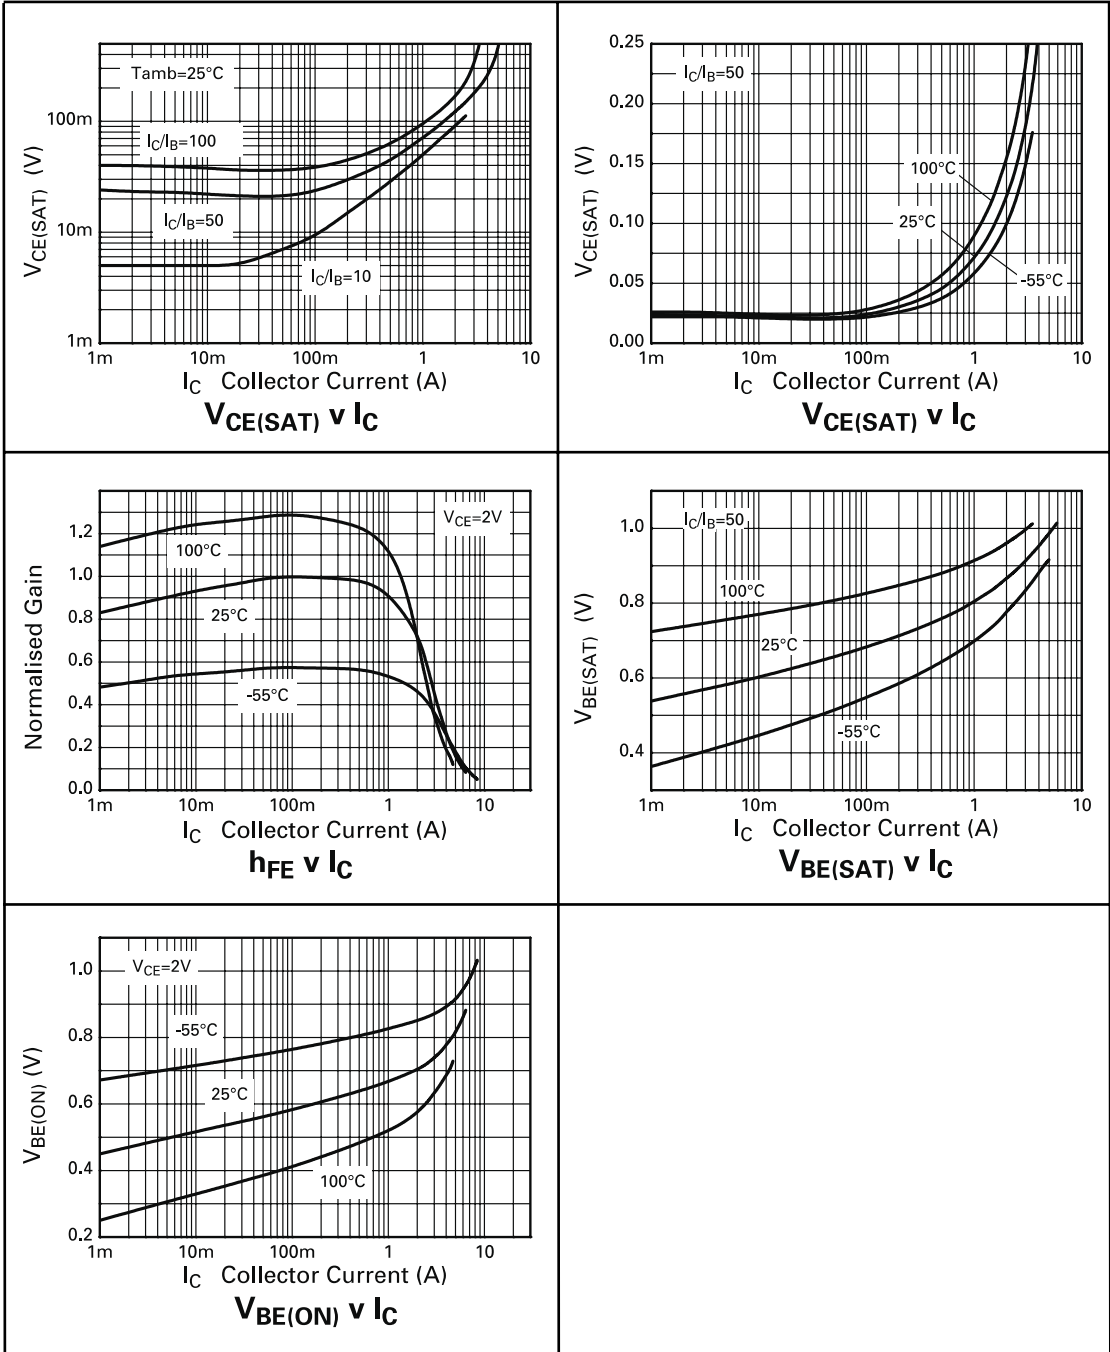 Tamb=25°C
100m
IC/IB=100
IC/IB=50
10m
IC/IB=10
1m
VCE(SAT) (V)
1m 10m 100m 1 10
IC Collector Current (A)
VCE(SAT) v IC
0.25
IC/IB=50
0.20
0.15
100°C
0.10
25°C
0.05
-55°C
0.00
VCE(SAT) (V)
1m 10m 100m 1 10
IC Collector Current (A)
VCE(SAT) v IC
VCE=2V
1.2
100°C
1.0
0.8
25°C
0.6
-55°C
0.4
0.2
0.0
Normalised Gain
1m 10m 100m 1 10
IC Collector Current (A)
hFE v IC
IC/IB=50
1.0
100°C
0.8
25°C
0.6
-55°C
0.4
VBE(SAT) (V)
1m 10m 100m 1 10
IC Collector Current (A)
VBE(SAT) v IC
1.0
VCE=2V
-55°C
0.8
25°C
0.6
0.4
100°C
0.2
VBE(ON) (V)
1m 10m 100m 1 10
IC Collector Current (A)
VBE(ON) v IC